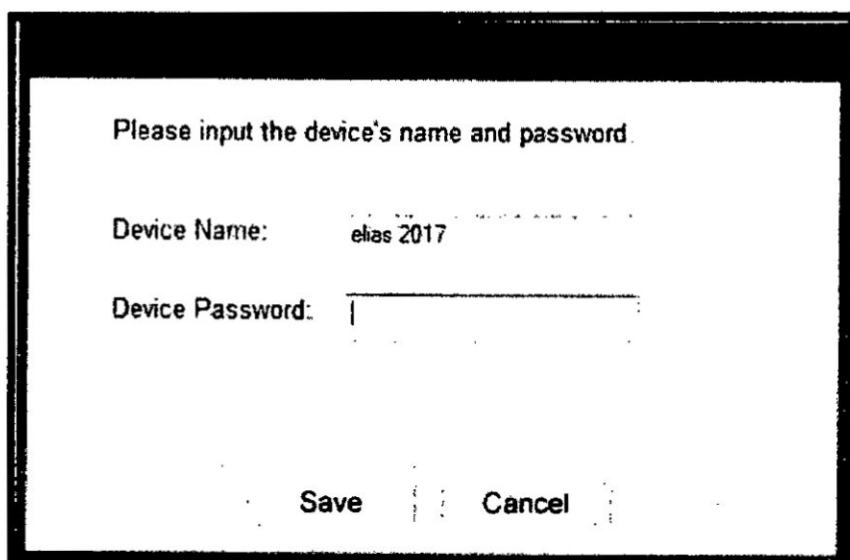 Please input the device's name and password.
Device Name: elias 2017
Device Password:
Save Cancel